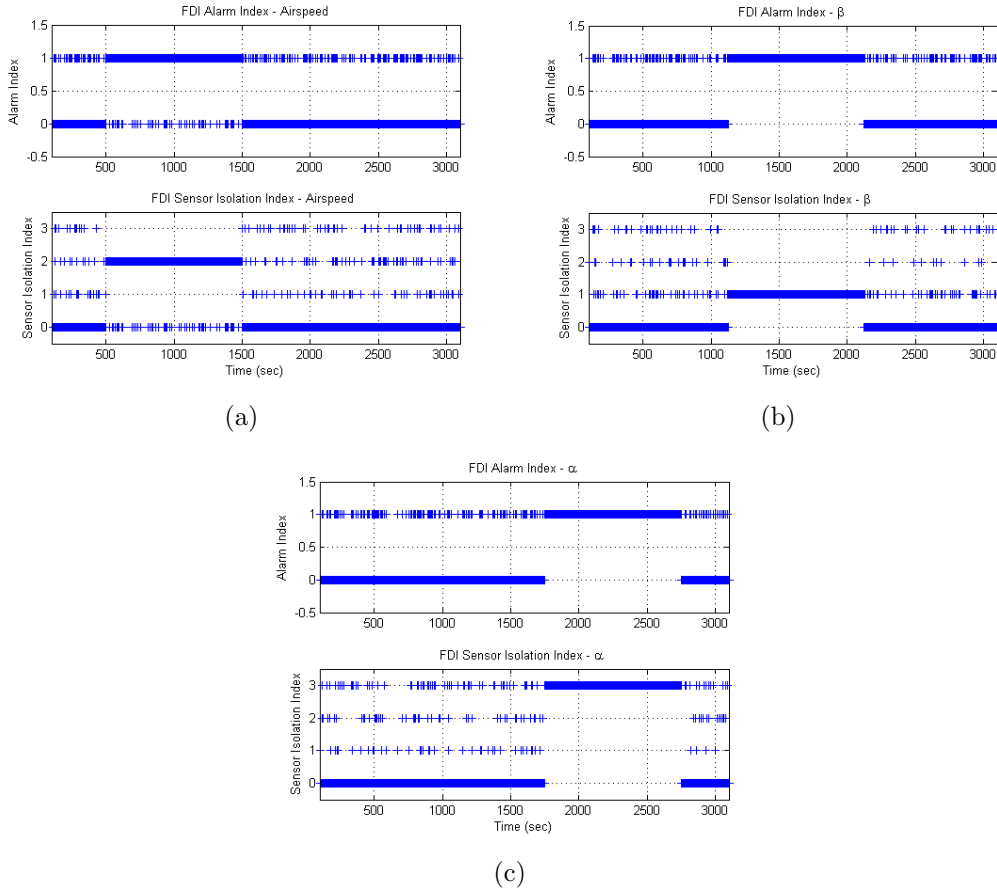 FDI Alarm Index - Airspeed
1.5
1
0.5
0
-0.5
Alarm Index
500 1000 1500 2000 2500 3000
FDI Sensor Isolation Index - Airspeed
3
2
1
0
Sensor Isolation Index
500 1000 1500 2000 2500 3000
Time (sec)
(a)
FDI Alarm Index - β
1.5
1
0.5
0
-0.5
Alarm Index
500 1000 1500 2000 2500 3000
FDI Sensor Isolation Index - β
3
2
1
0
Sensor Isolation Index
500 1000 1500 2000 2500 3000
Time (sec)
(b)
FDI Alarm Index - α
1.5
1
0.5
0
-0.5
Alarm Index
500 1000 1500 2000 2500 3000
FDI Sensor Isolation Index - α
3
2
1
0
Sensor Isolation Index
500 1000 1500 2000 2500 3000
Time (sec)
(c)